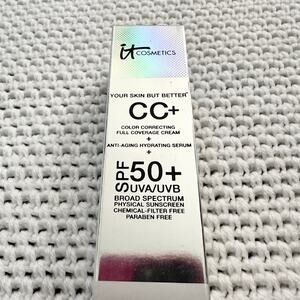 it
COSMETICS
YOUR SKIN BUT BETTER™
CC+
COLOR CORRECTING
FULL COVERAGE CREAM
+
ANTI-AGING HYDRATING SERUM
+
SPF 50+
UVA/UVB
BROAD SPECTRUM
PHYSICAL SUNSCREEN
CHEMICAL-FILTER FREE
PARABEN FREE